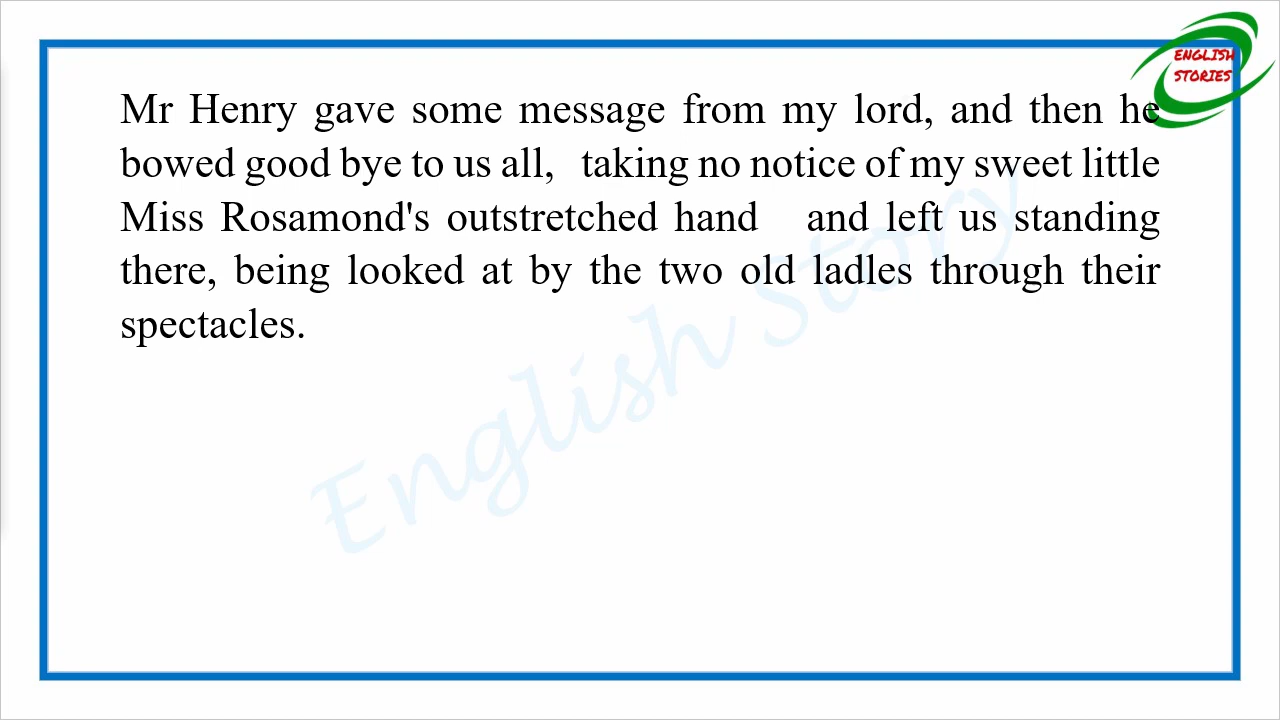 ENGLISH
STORIES
Mr Henry gave some message from my lord, and then he
bowed good bye to us all, taking no notice of my sweet little
Miss Rosamond's outstretched hand and left us standing
there, being looked at by the two old ladles through their
spectacles.
English Story